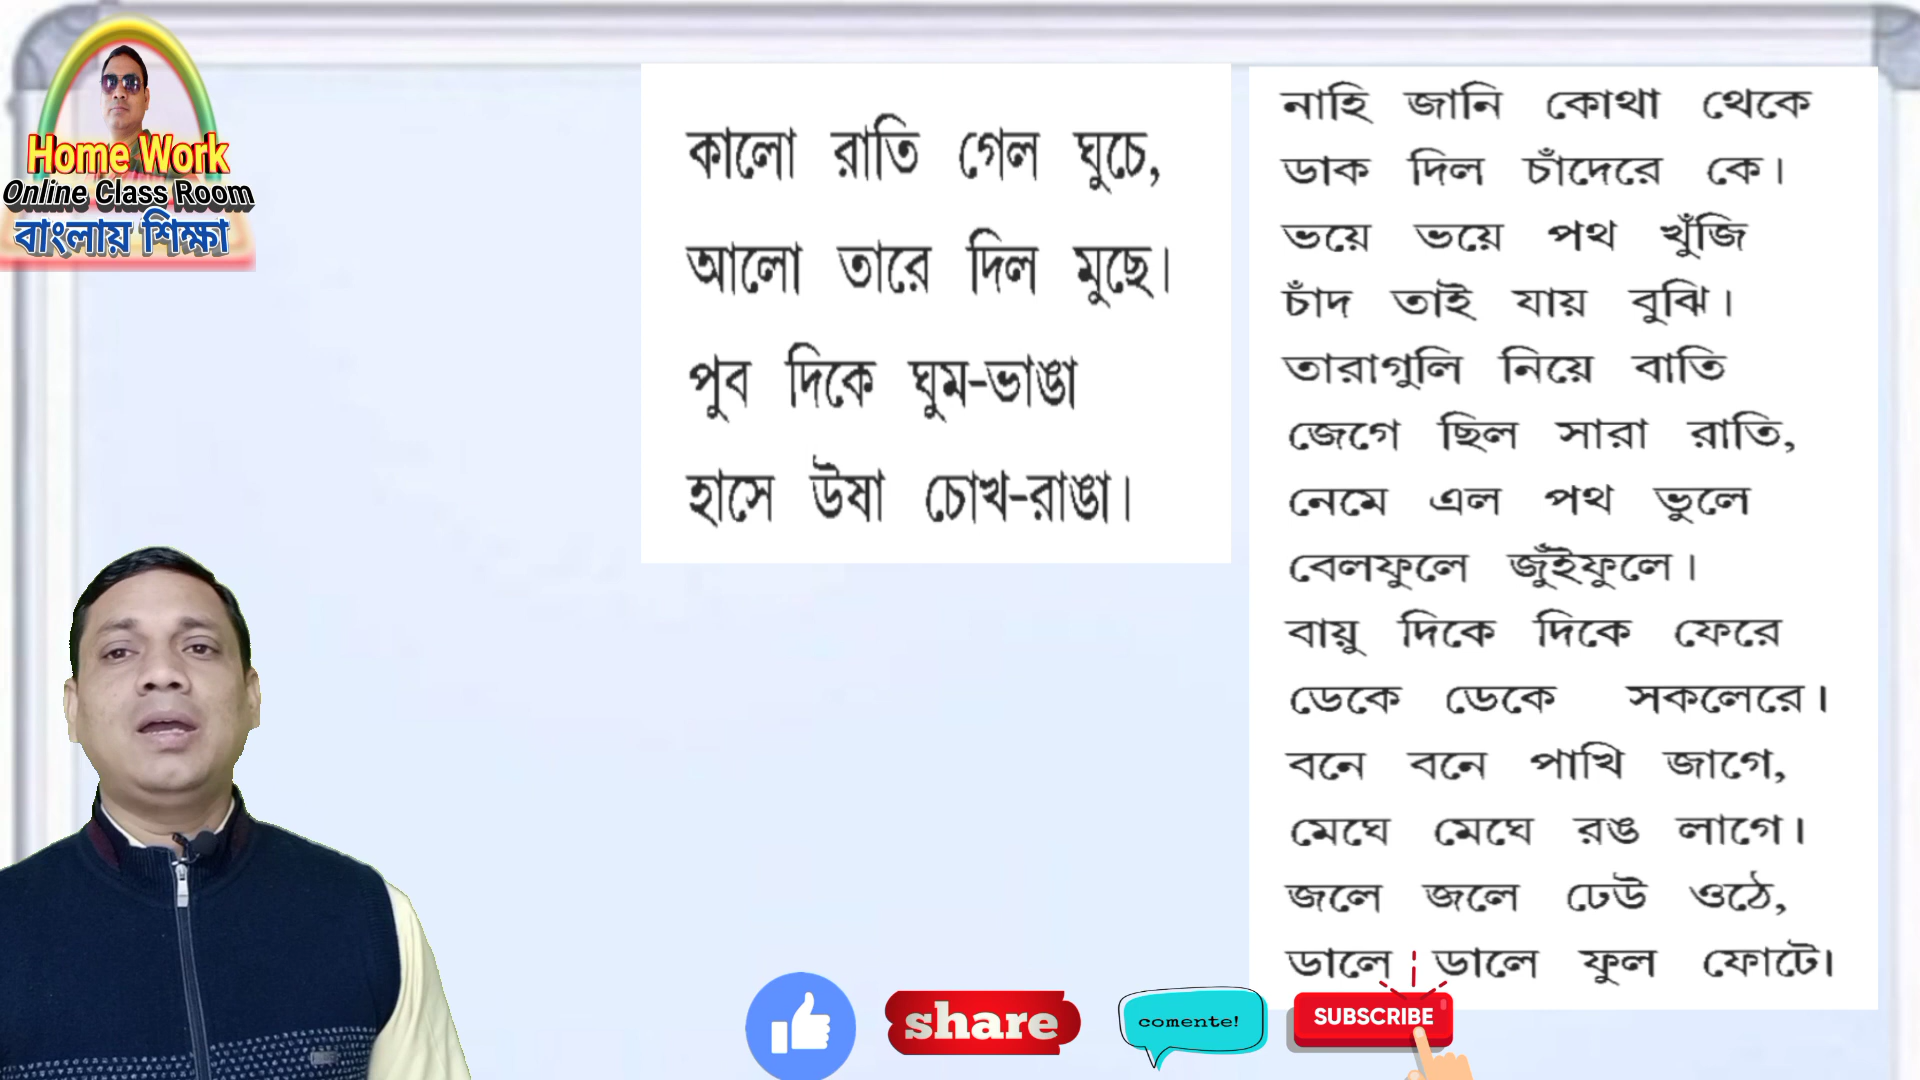 Home Work
Online Class Room
বাংলায় শিক্ষা
কালো রাতি গেল ঘুচে,
আলো তারে দিল মুছে।
পুব দিকে ঘুম-ভাঙা
হাসে উষা চোখ-রাঙা।
নাহি জানি কোথা থেকে
ডাক দিল চাঁদেরে কে।
ভয়ে ভয়ে পথ খুঁজি
চাঁদ তাই যায় বুঝি।
তারাগুলি নিয়ে বাতি
জেগে ছিল সারা রাতি,
নেমে এল পথ ভুলে
বেলফুলে জুঁইফুলে।
বায়ু দিকে দিকে ফেরে
ডেকে ডেকে সকলেরে।
বনে বনে পাখি জাগে,
মেঘে মেঘে রঙ লাগে।
জলে জলে ঢেউ ওঠে,
ডালে ডালে ফুল ফোটে।
share
comente!
SUBSCRIBE